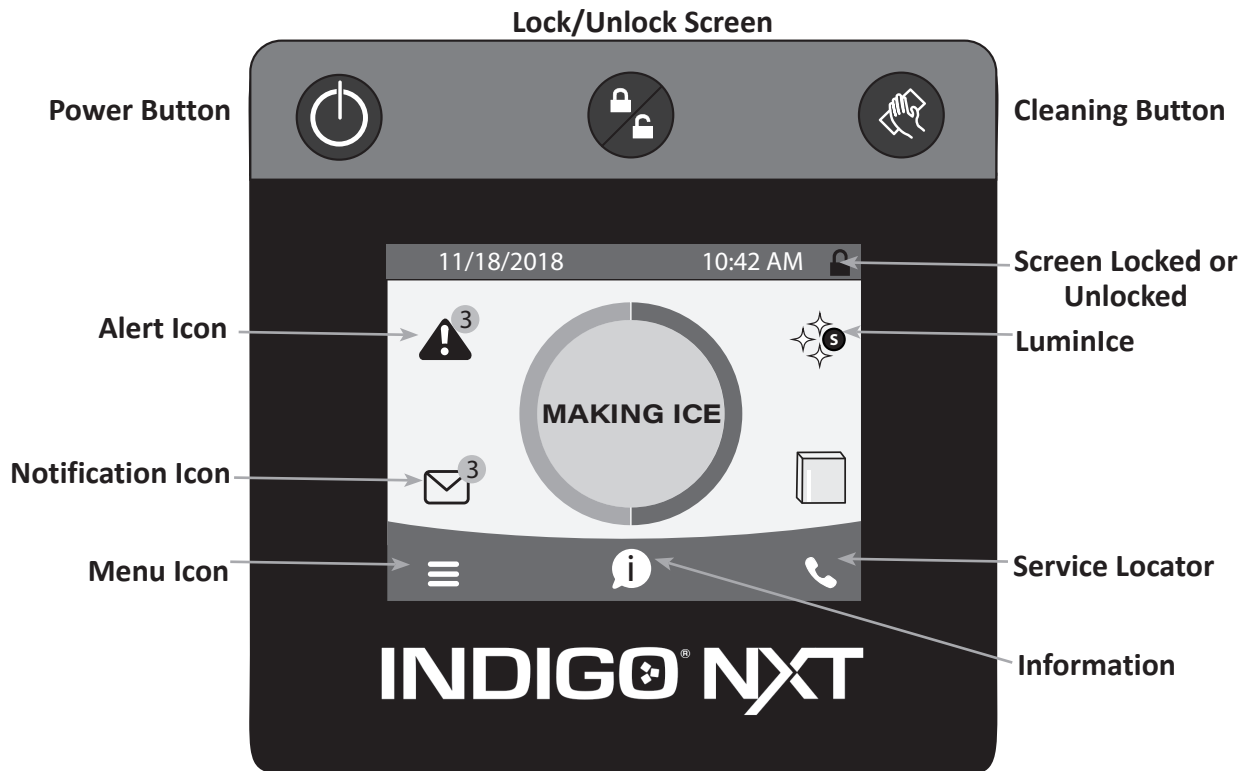 Lock/Unlock Screen
Power Button
Cleaning Button
11/18/2018 10:42 AM
Screen Locked or
Unlocked
Alert Icon
3
S
LuminIce
MAKING ICE
Notification Icon
3
Menu Icon
i
Service Locator
Information
INDIGO® NXT